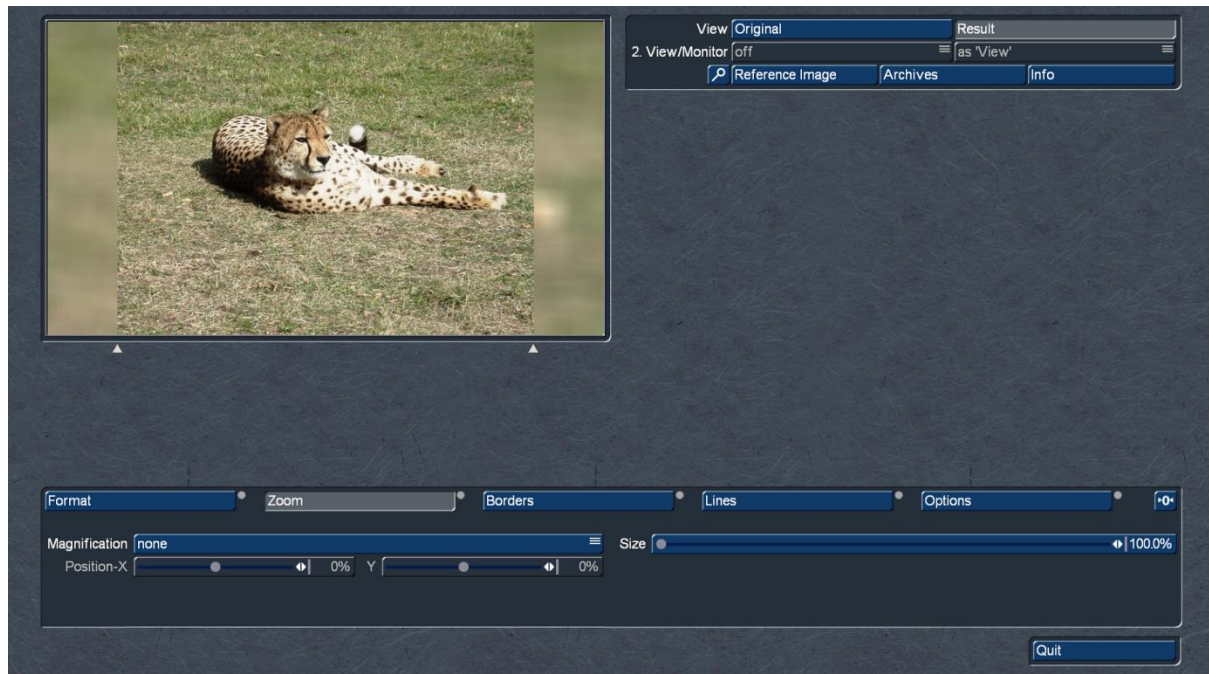 View Original Result
2. View/Monitor off as 'View'
Reference Image Archives Info
Format Zoom Borders Lines Options ▸0◂
Magnification none Size 100.0%
Position-X 0% Y 0%
Quit